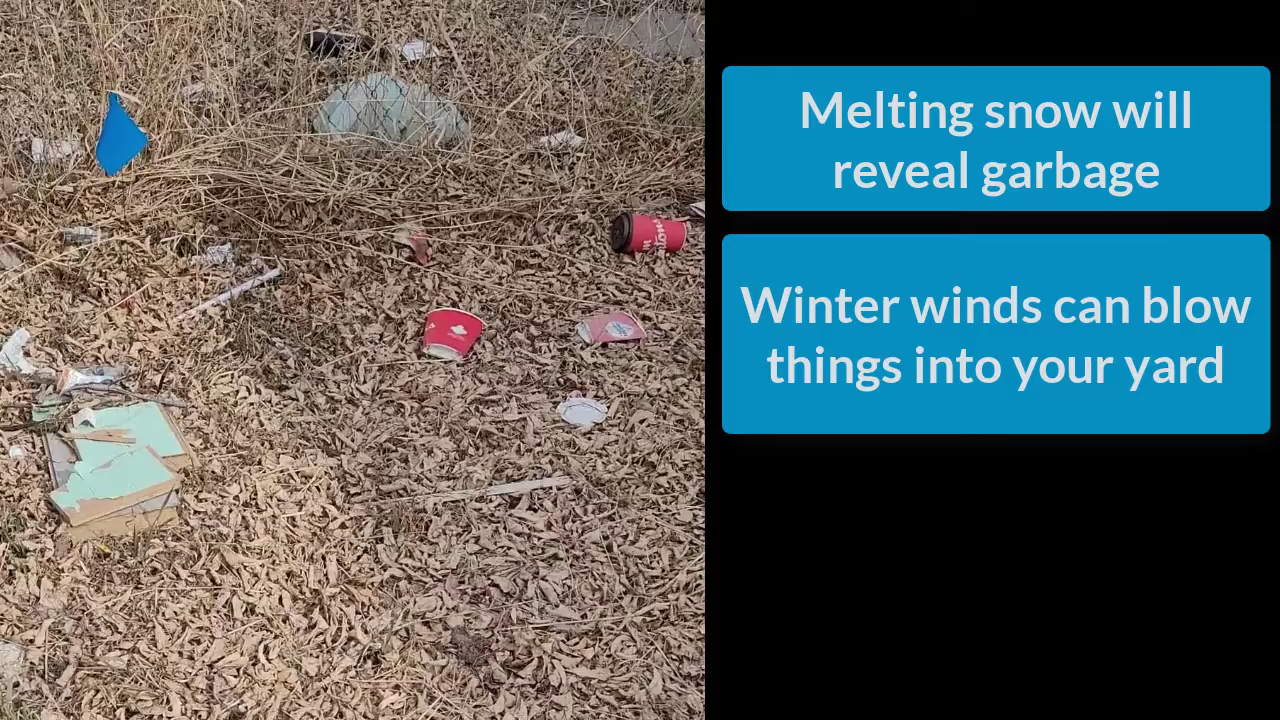 Melting snow will
reveal garbage
Winter winds can blow
things into your yard